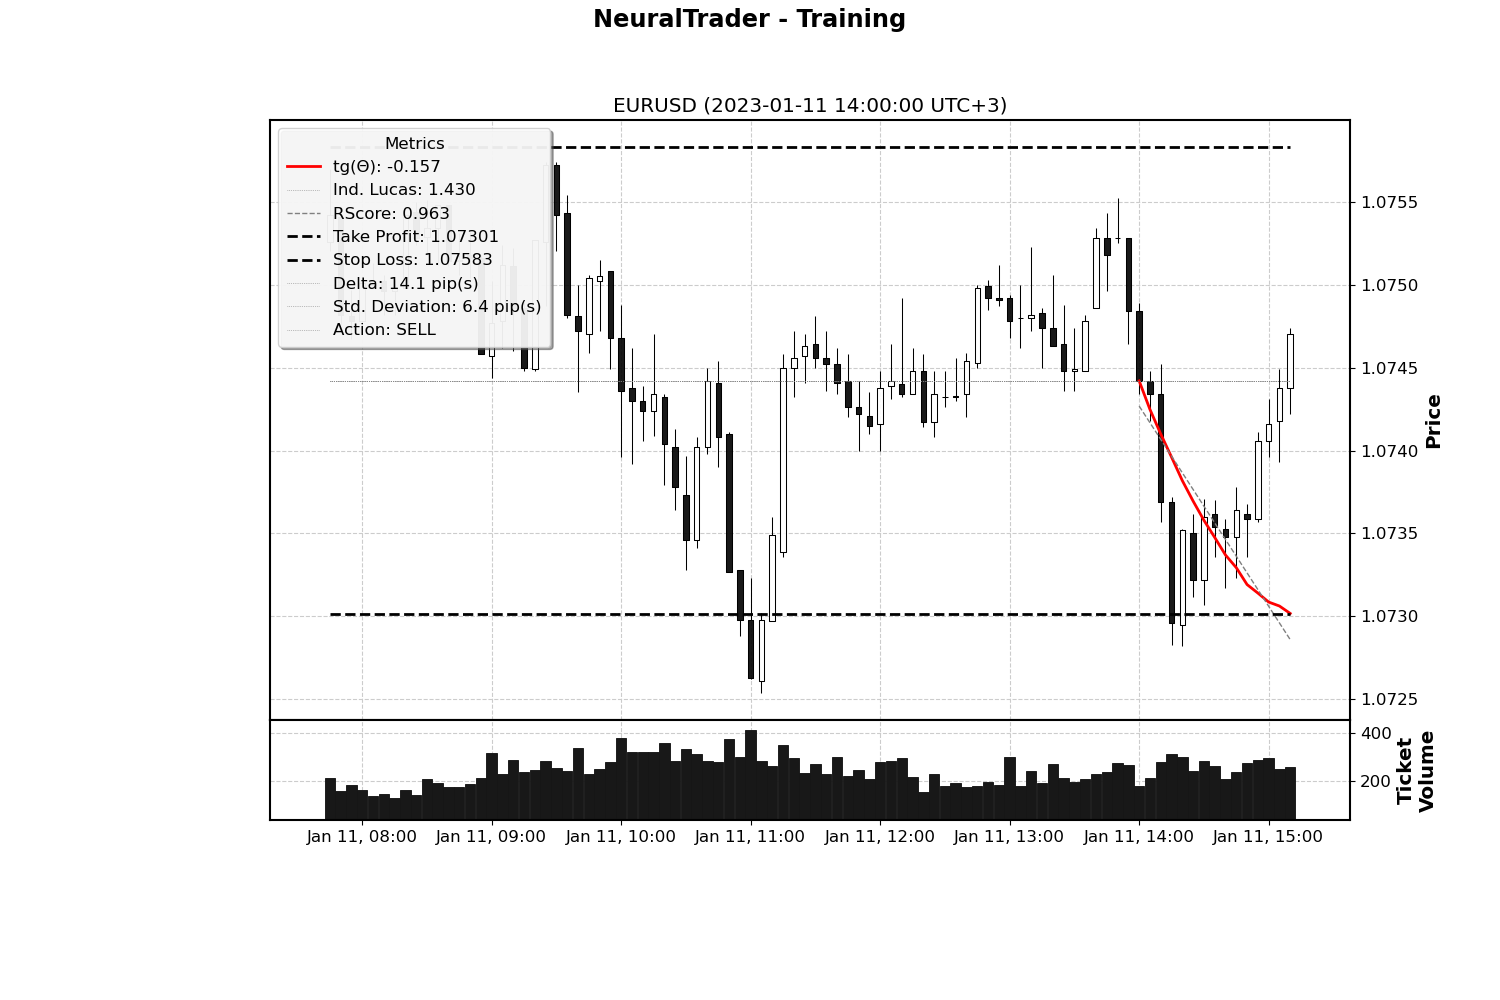 NeuralTrader - Training
EURUSD (2023-01-11 14:00:00 UTC+3)
Metrics
tg(Θ): -0.157
Ind. Lucas: 1.430
RScore: 0.963
Take Profit: 1.07301
Stop Loss: 1.07583
Delta: 14.1 pip(s)
Std. Deviation: 6.4 pip(s)
Action: SELL
1.0755
1.0750
1.0745
1.0740
1.0735
1.0730
1.0725
Price
400
200
Ticket
Volume
Jan 11, 08:00 Jan 11, 09:00 Jan 11, 10:00 Jan 11, 11:00 Jan 11, 12:00 Jan 11, 13:00 Jan 11, 14:00 Jan 11, 15:00